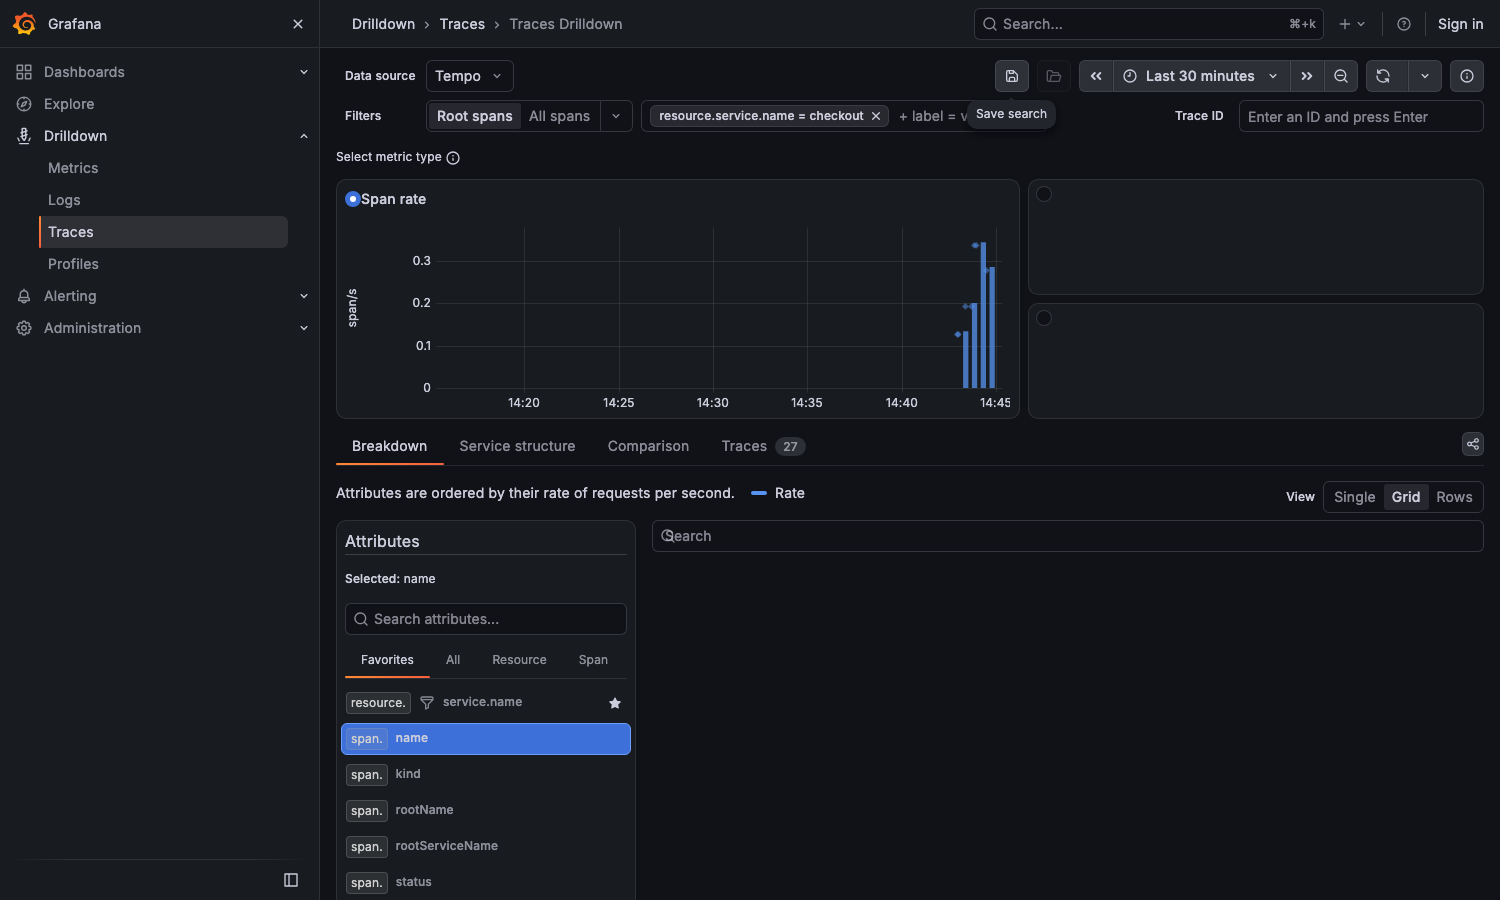 Grafana
Drilldown › Traces › Traces Drilldown
Search...
⌘+k
Sign in
Dashboards
Explore
Drilldown
Metrics
Logs
Traces
Profiles
Alerting
Administration
Data source
Tempo
Last 30 minutes
Filters
Root spans
All spans
resource.service.name = checkout
+ label = v
Save search
Trace ID
Enter an ID and press Enter
Select metric type
Span rate
span/s
0.3
0.2
0.1
0
14:20
14:25
14:30
14:35
14:40
14:45
Breakdown
Service structure
Comparison
Traces 27
Attributes are ordered by their rate of requests per second.
Rate
View
Single
Grid
Rows
Attributes
Selected: name
Search attributes...
Favorites
All
Resource
Span
resource. service.name
span. name
span. kind
span. rootName
span. rootServiceName
span. status
Search